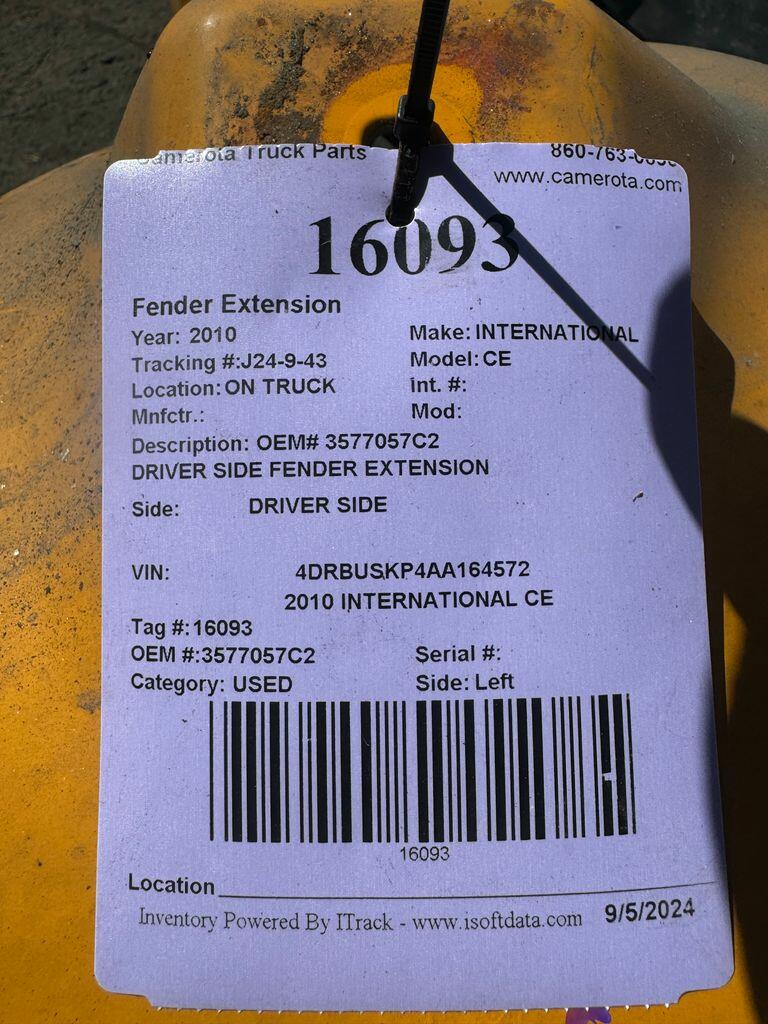 Camerota Truck Parts
www.camerota.com
16093
Fender Extension
Year: 2010 Make: INTERNATIONAL
Tracking #:J24-9-43 Model: CE
Location: ON TRUCK Int. #:
Mnfctr.: Mod:
Description: OEM# 3577057C2
DRIVER SIDE FENDER EXTENSION
Side: DRIVER SIDE
VIN: 4DRBUSKP4AA164572
2010 INTERNATIONAL CE
Tag #:16093
OEM #:3577057C2 Serial #:
Category: USED Side: Left
16093
Location
Inventory Powered By ITrack - www.isoftdata.com 9/5/2024